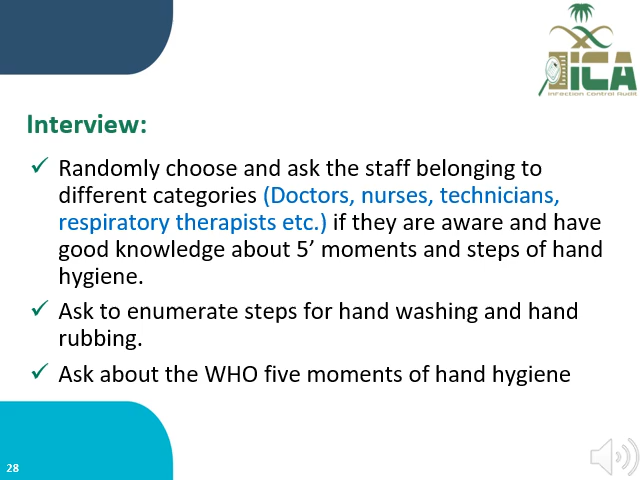 iCA
Infection Control Audit
Interview:
✓ Randomly choose and ask the staff belonging to
different categories (Doctors, nurses, technicians,
respiratory therapists etc.) if they are aware and have
good knowledge about 5’ moments and steps of hand
hygiene.
✓ Ask to enumerate steps for hand washing and hand
rubbing.
✓ Ask about the WHO five moments of hand hygiene
28